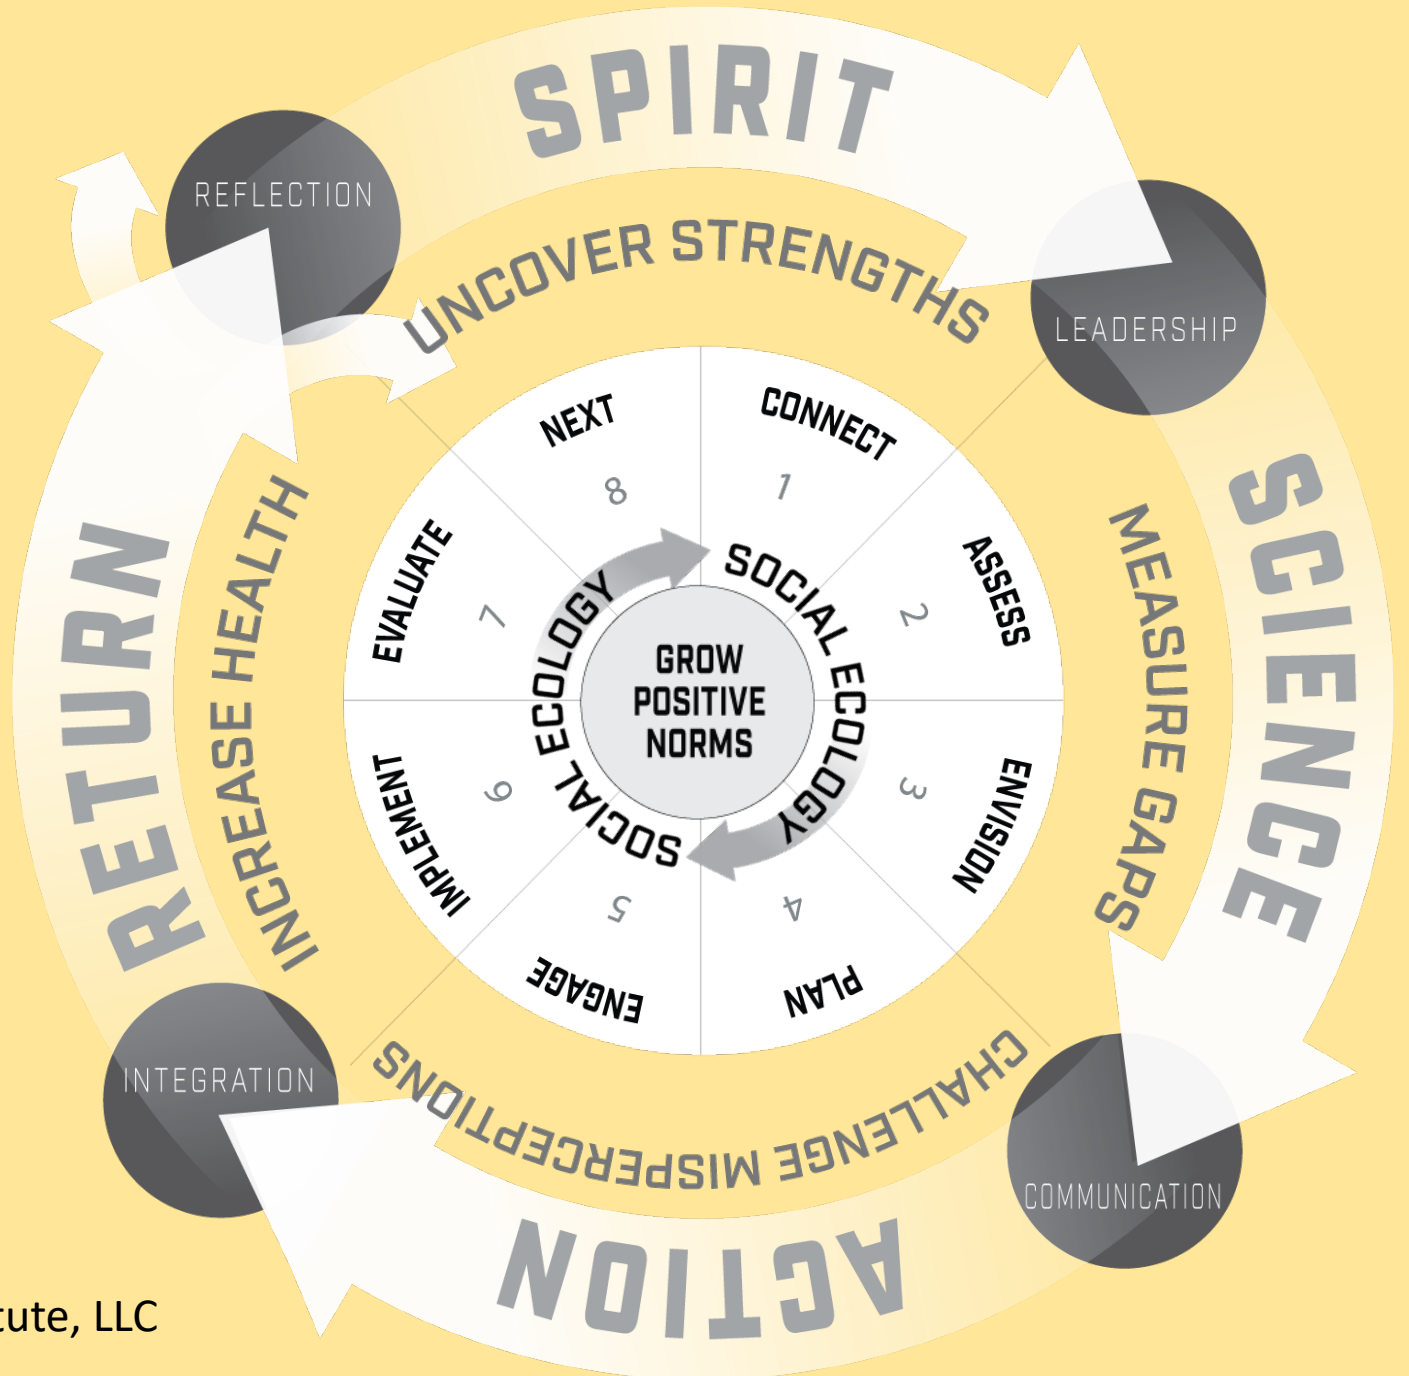 SPIRIT
REFLECTION
UNCOVER STRENGTHS
LEADERSHIP
SCIENCE
MEASURE GAPS
COMMUNICATION
ACTION
CHALLENGE MISPERCEPTIONS
INTEGRATION
RETURN
INCREASE HEALTH
CONNECT
1
ASSESS
2
ENVISION
3
PLAN
4
ENGAGE
5
IMPLEMENT
6
EVALUATE
7
NEXT
8
SOCIAL ECOLOGY
SOCIAL ECOLOGY
GROW
POSITIVE
NORMS
tute, LLC